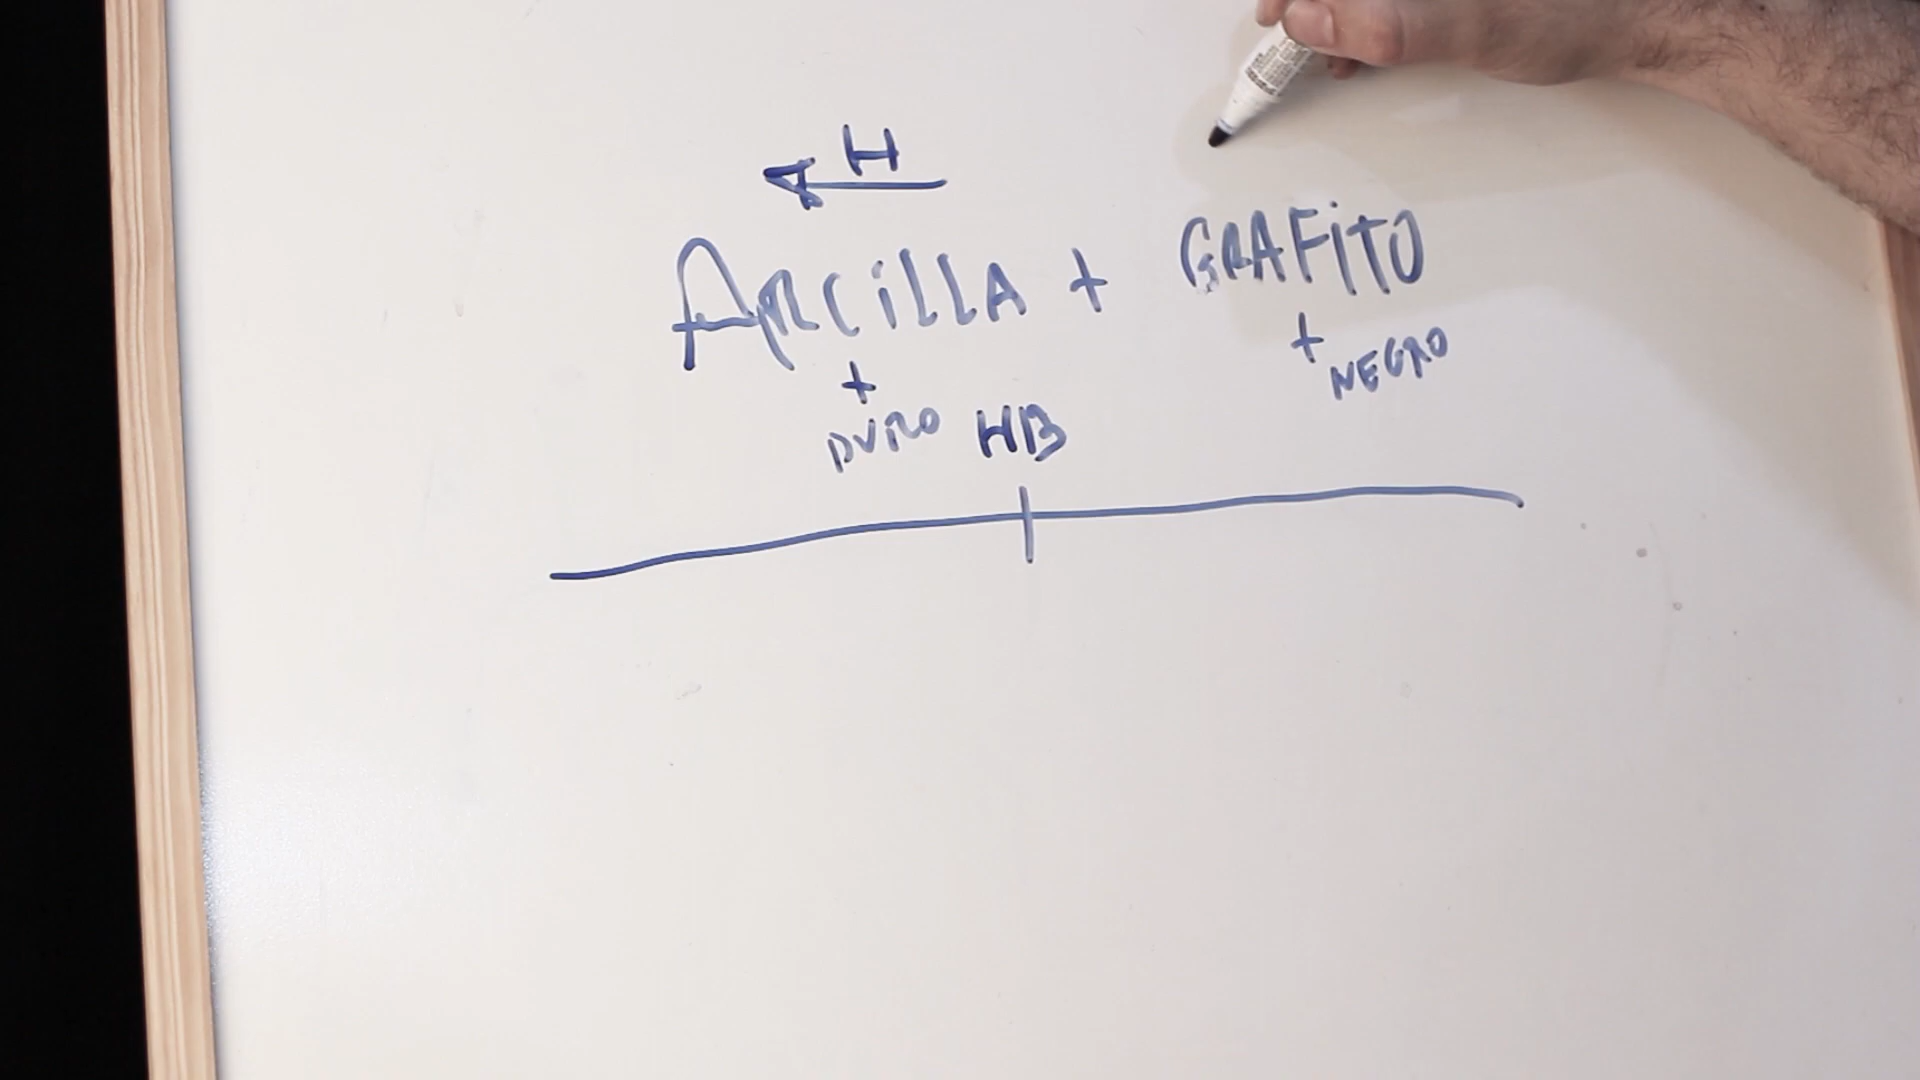 H
ARCiLLA + GRAFiTO
+ +
DURO HB NEGRO